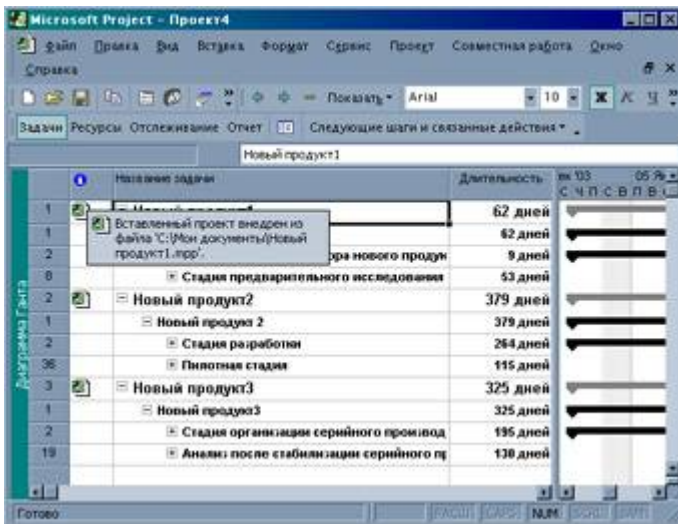 Microsoft Project - Проект4
Файл Правка Вид Вставка Формат Сервис Проект Совместная работа Окно
Справка
Показать Arial 10 Ж К Ч
Задачи Ресурсы Отслеживание Отчет Следующие шаги и связанные действия
Новый продукт1
Название задачи Длительность 05 Янв
С Ч П С В П В
1 62 дней
Вставленный проект внедрен из
файла 'C:\Мои документы\Новый
продукт1.mpp'.
1 62 дней
2 ора нового продук 9 дней
8 Стадия предварительного исследования 53 дней
2 Новый продукт2 379 дней
1 Новый продукт 2 379 дней
2 Стадия разработки 264 дней
36 Пилотная стадия 115 дней
3 Новый продукт3 325 дней
1 Новый продукт3 325 дней
2 Стадия организации серийного производ 195 дней
19 Анализ после стабилизации серийного пр 130 дней
Диаграмма Ганта
Готово NUM